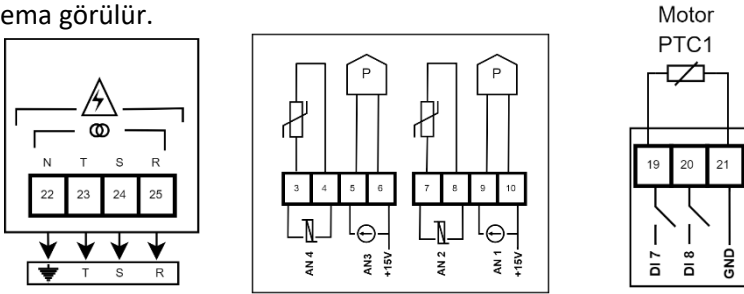 ema görülür.
N T S R
22 23 24 25
T S R
P P
3 4 5 6 7 8 9 10
AN 4
AN3
+15V
AN 2
AN 1
+15V
Motor
PTC1
19 20 21
DI 7
DI 8
GND